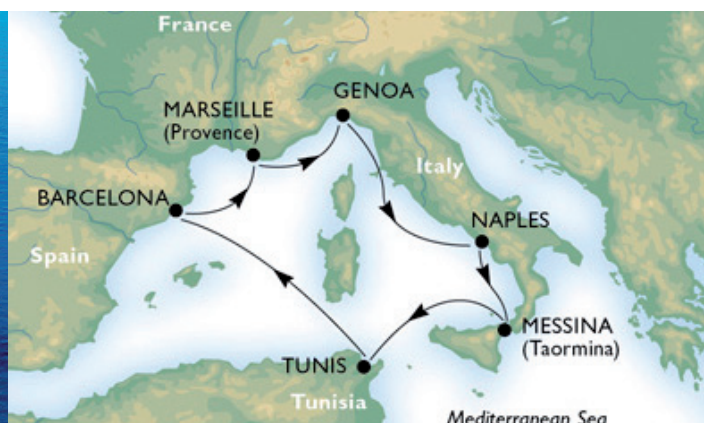 France
GENOA
MARSEILLE
(Provence)
Italy
BARCELONA
NAPLES
Spain
MESSINA
(Taormina)
TUNIS
Tunisia
Mediterranean Sea